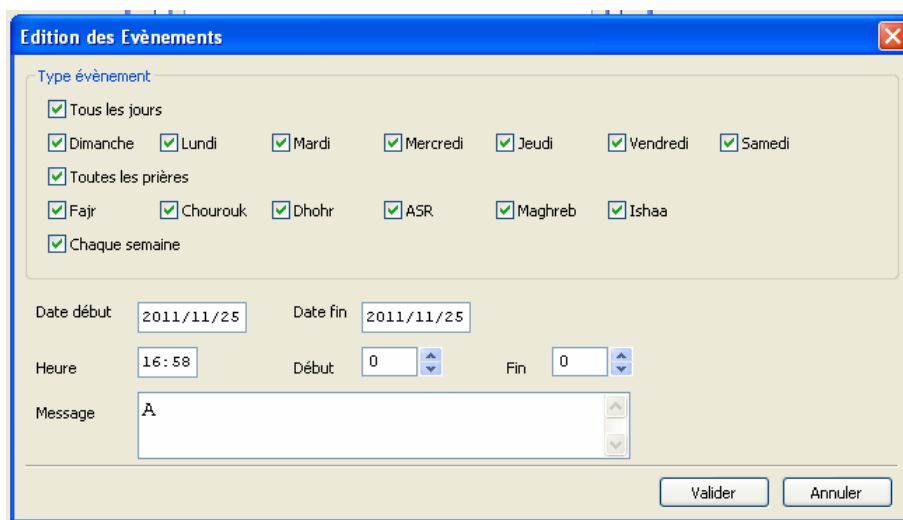 Edition des Evènements
Type évènement
Tous les jours
Dimanche Lundi Mardi Mercredi Jeudi Vendredi Samedi
Toutes les prières
Fajr Chourouk Dhohr ASR Maghreb Ishaa
Chaque semaine
Date début 2011/11/25 Date fin 2011/11/25
Heure 16:58 Début 0 Fin 0
Message A
Valider Annuler